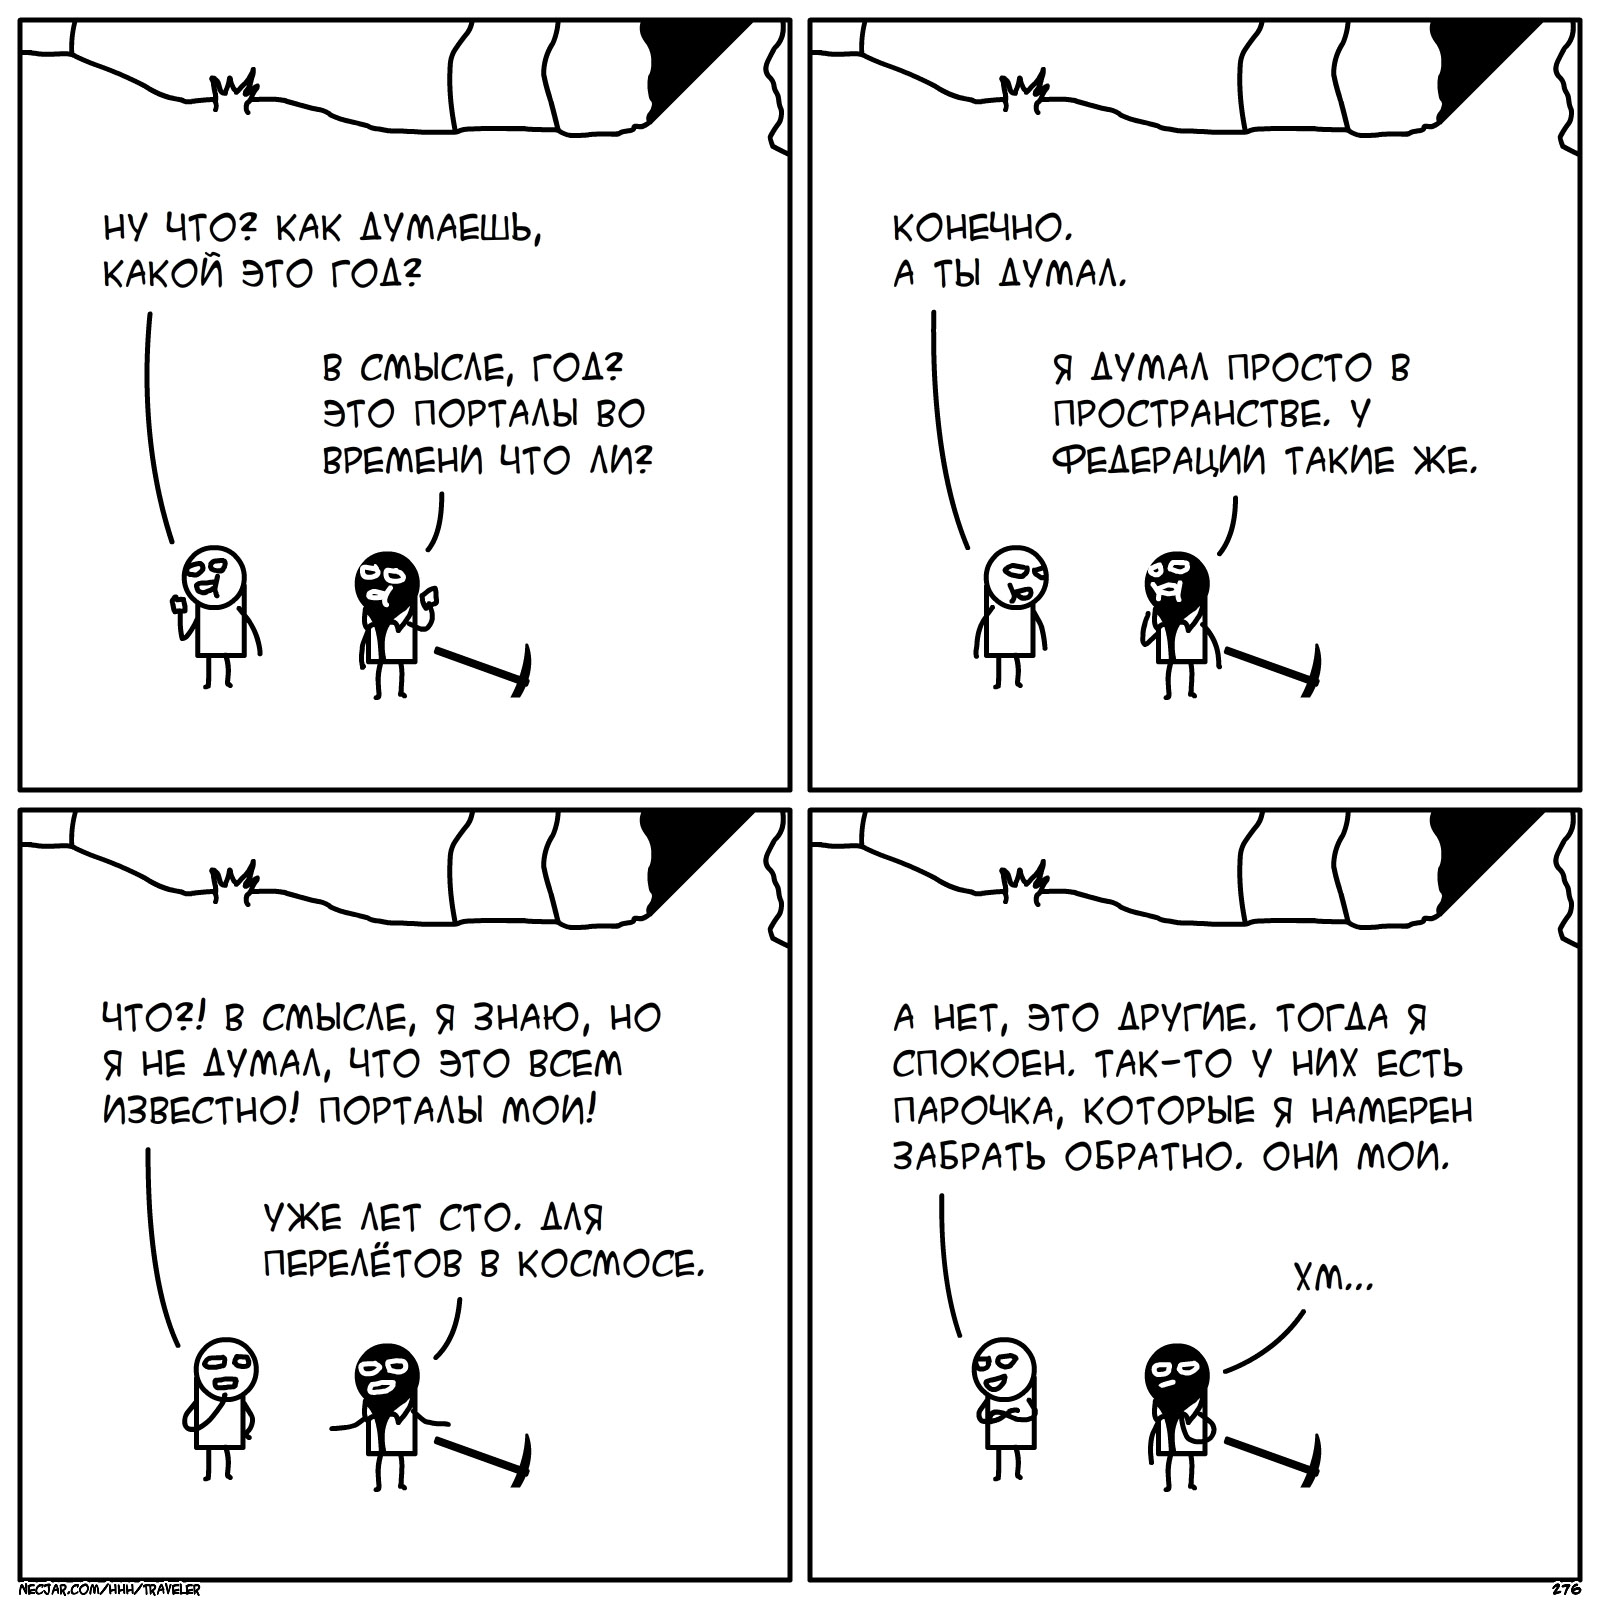 НУ ЧТО? КАК ДУМАЕШЬ,
КАКОЙ ЭТО ГОД?
В СМЫСЛЕ, ГОД?
ЭТО ПОРТАЛЫ ВО
ВРЕМЕНИ ЧТО ЛИ?
КОНЕЧНО.
А ТЫ ДУМАЛ.
Я ДУМАЛ ПРОСТО В
ПРОСТРАНСТВЕ. У
ФЕДЕРАЦИИ ТАКИЕ ЖЕ.
ЧТО?! В СМЫСЛЕ, Я ЗНАЮ, НО
Я НЕ ДУМАЛ, ЧТО ЭТО ВСЕМ
ИЗВЕСТНО! ПОРТАЛЫ МОИ!
УЖЕ ЛЕТ СТО. ДЛЯ
ПЕРЕЛЁТОВ В КОСМОСЕ.
А НЕТ, ЭТО ДРУГИЕ. ТОГДА Я
СПОКОЕН. ТАК-ТО У НИХ ЕСТЬ
ПАРОЧКА, КОТОРЫЕ Я НАМЕРЕН
ЗАБРАТЬ ОБРАТНО. ОНИ МОИ.
ХМ...
NECJAR.COM/HHH/TRAVELER
276